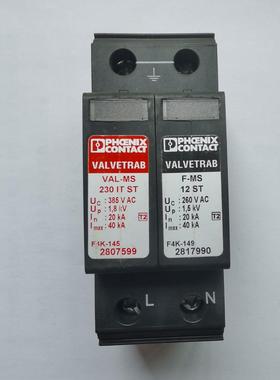 PHOENIX
CONTACT
VALVETRAB
VAL-MS
230 IT ST
UC : 385 V AC
UP : 1,8 kV
In : 20 kA
Imax : 40 kA
T2
F4K-145
2807599
PHOENIX
CONTACT
VALVETRAB
F-MS
12 ST
UC : 260 V AC
UP : 1,5 kV
In : 20 kA
Imax : 40 kA
T2
F4K-149
2817990
L
N